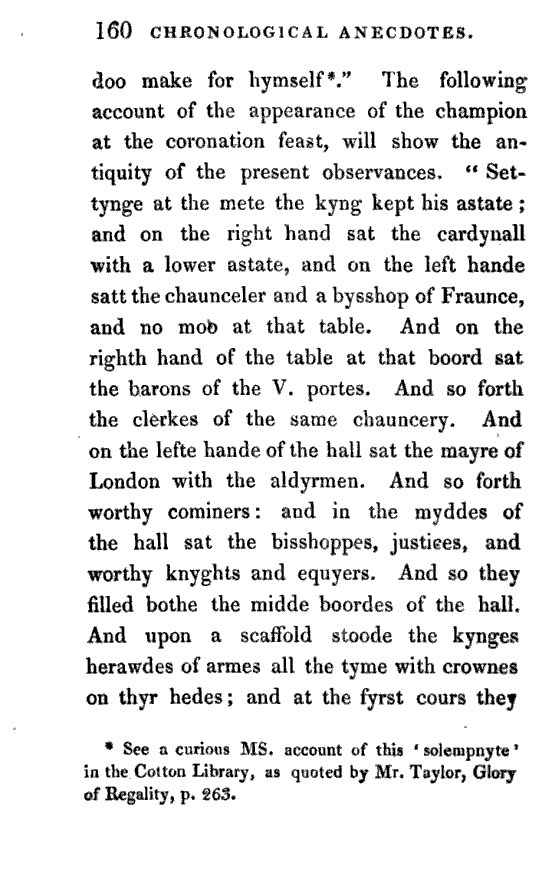 160 CHRONOLOGICAL ANECDOTES.
doo make for hymself*." The following
account of the appearance of the champion
at the coronation feast, will show the an-
tiquity of the present observances. " Set-
tynge at the mete the kyng kept his astate;
and on the right hand sat the cardynall
with a lower astate, and on the left hande
satt the chaunceler and a bysshop of Fraunce,
and no mob at that table. And on the
righth hand of the table at that boord sat
the barons of the V. portes. And so forth
the clerkes of the same chauncery. And
on the lefte hande of the hall sat the mayre of
London with the aldyrmen. And so forth
worthy cominers: and in the myddes of
the hall sat the bisshoppes, justices, and
worthy knyghts and equyers. And so they
filled bothe the midde boordes of the hall.
And upon a scaffold stoode the kynges
herawdes of armes all the tyme with crownes
on thyr hedes; and at the fyrst cours they
* See a curious MS. account of this ' solempnyte'
in the Cotton Library, as quoted by Mr. Taylor, Glory
of Regality, p. 263.